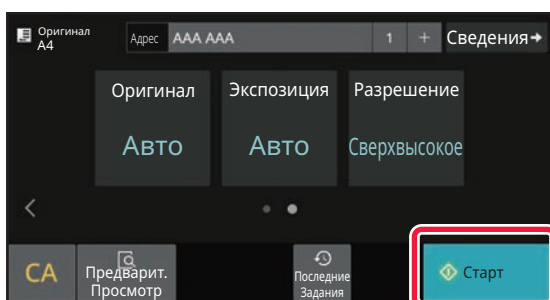 Оригинал
A4
Адрес AAA AAA 1 + Сведения
Оригинал Экспозиция Разрешение
Авто Авто Сверхвысокое
CA Предварит.
Просмотр
Последние
Задания
Старт